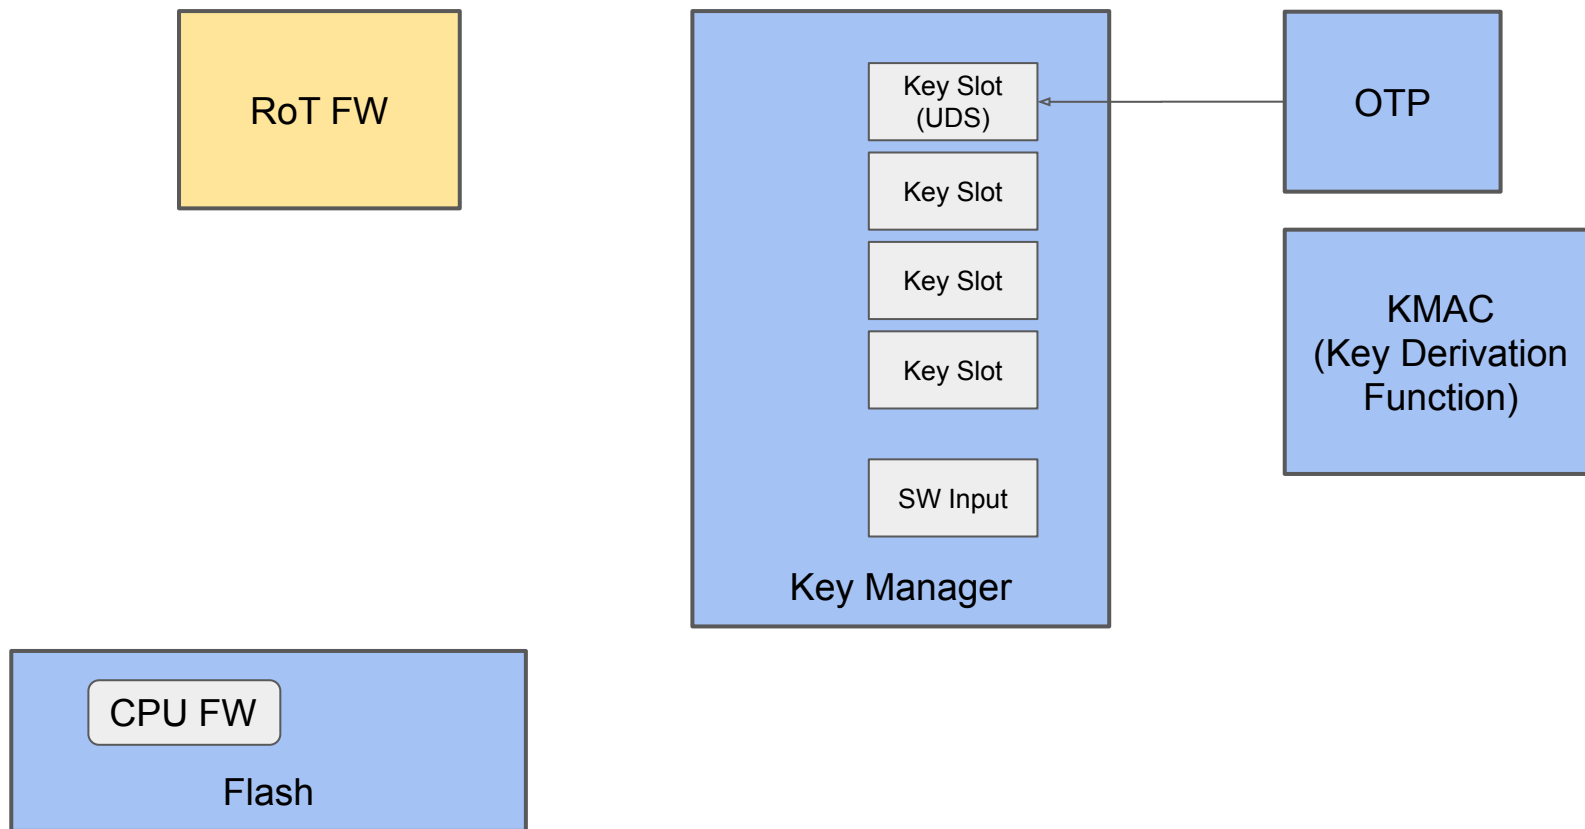 RoT FW
Key Slot
(UDS)
Key Slot
Key Slot
Key Slot
SW Input
Key Manager
OTP
KMAC
(Key Derivation
Function)
CPU FW
Flash